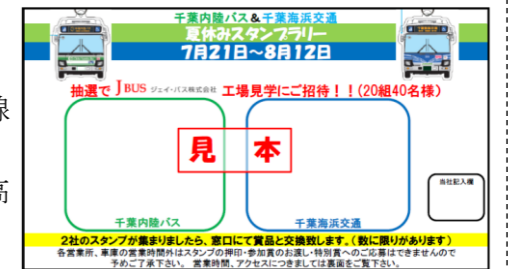 千葉内陸バス&千葉海浜交通
夏休みスタンプラリー
7月21日~8月12日
抽選で J BUS ジェイ・バス株式会社 工場見学にご招待!!(20組40名様)
線
見 本
高
当社記入欄
千葉内陸バス 千葉海浜交通
2社のスタンプが集まりましたら、窓口にて賞品と交換致します。(数に限りがあります)
各営業所、車庫の営業時間外はスタンプの押印・参加賞のお渡し・特別賞へのご応募はできませんので
予めご了承下さい。 営業時間、アクセスにつきましては裏面をご覧下さい。